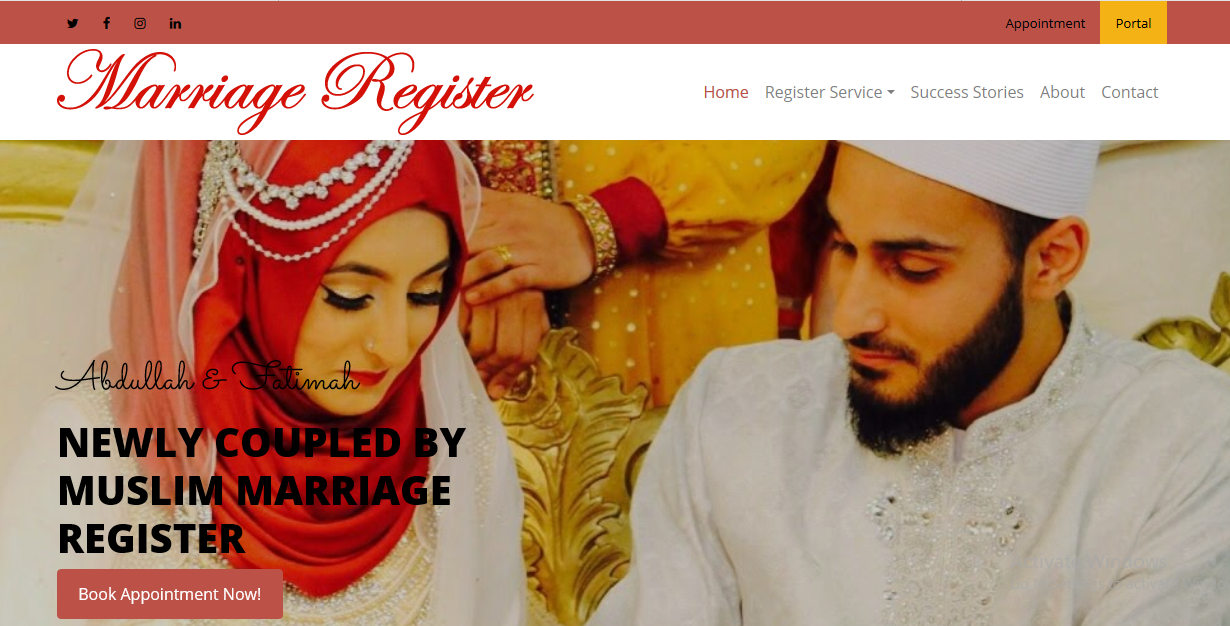 Appointment Portal
Marriage Register
Home Register Service Success Stories About Contact
Abdullah & Fatimah
NEWLY COUPLED BY
MUSLIM MARRIAGE
REGISTER
Book Appointment Now!